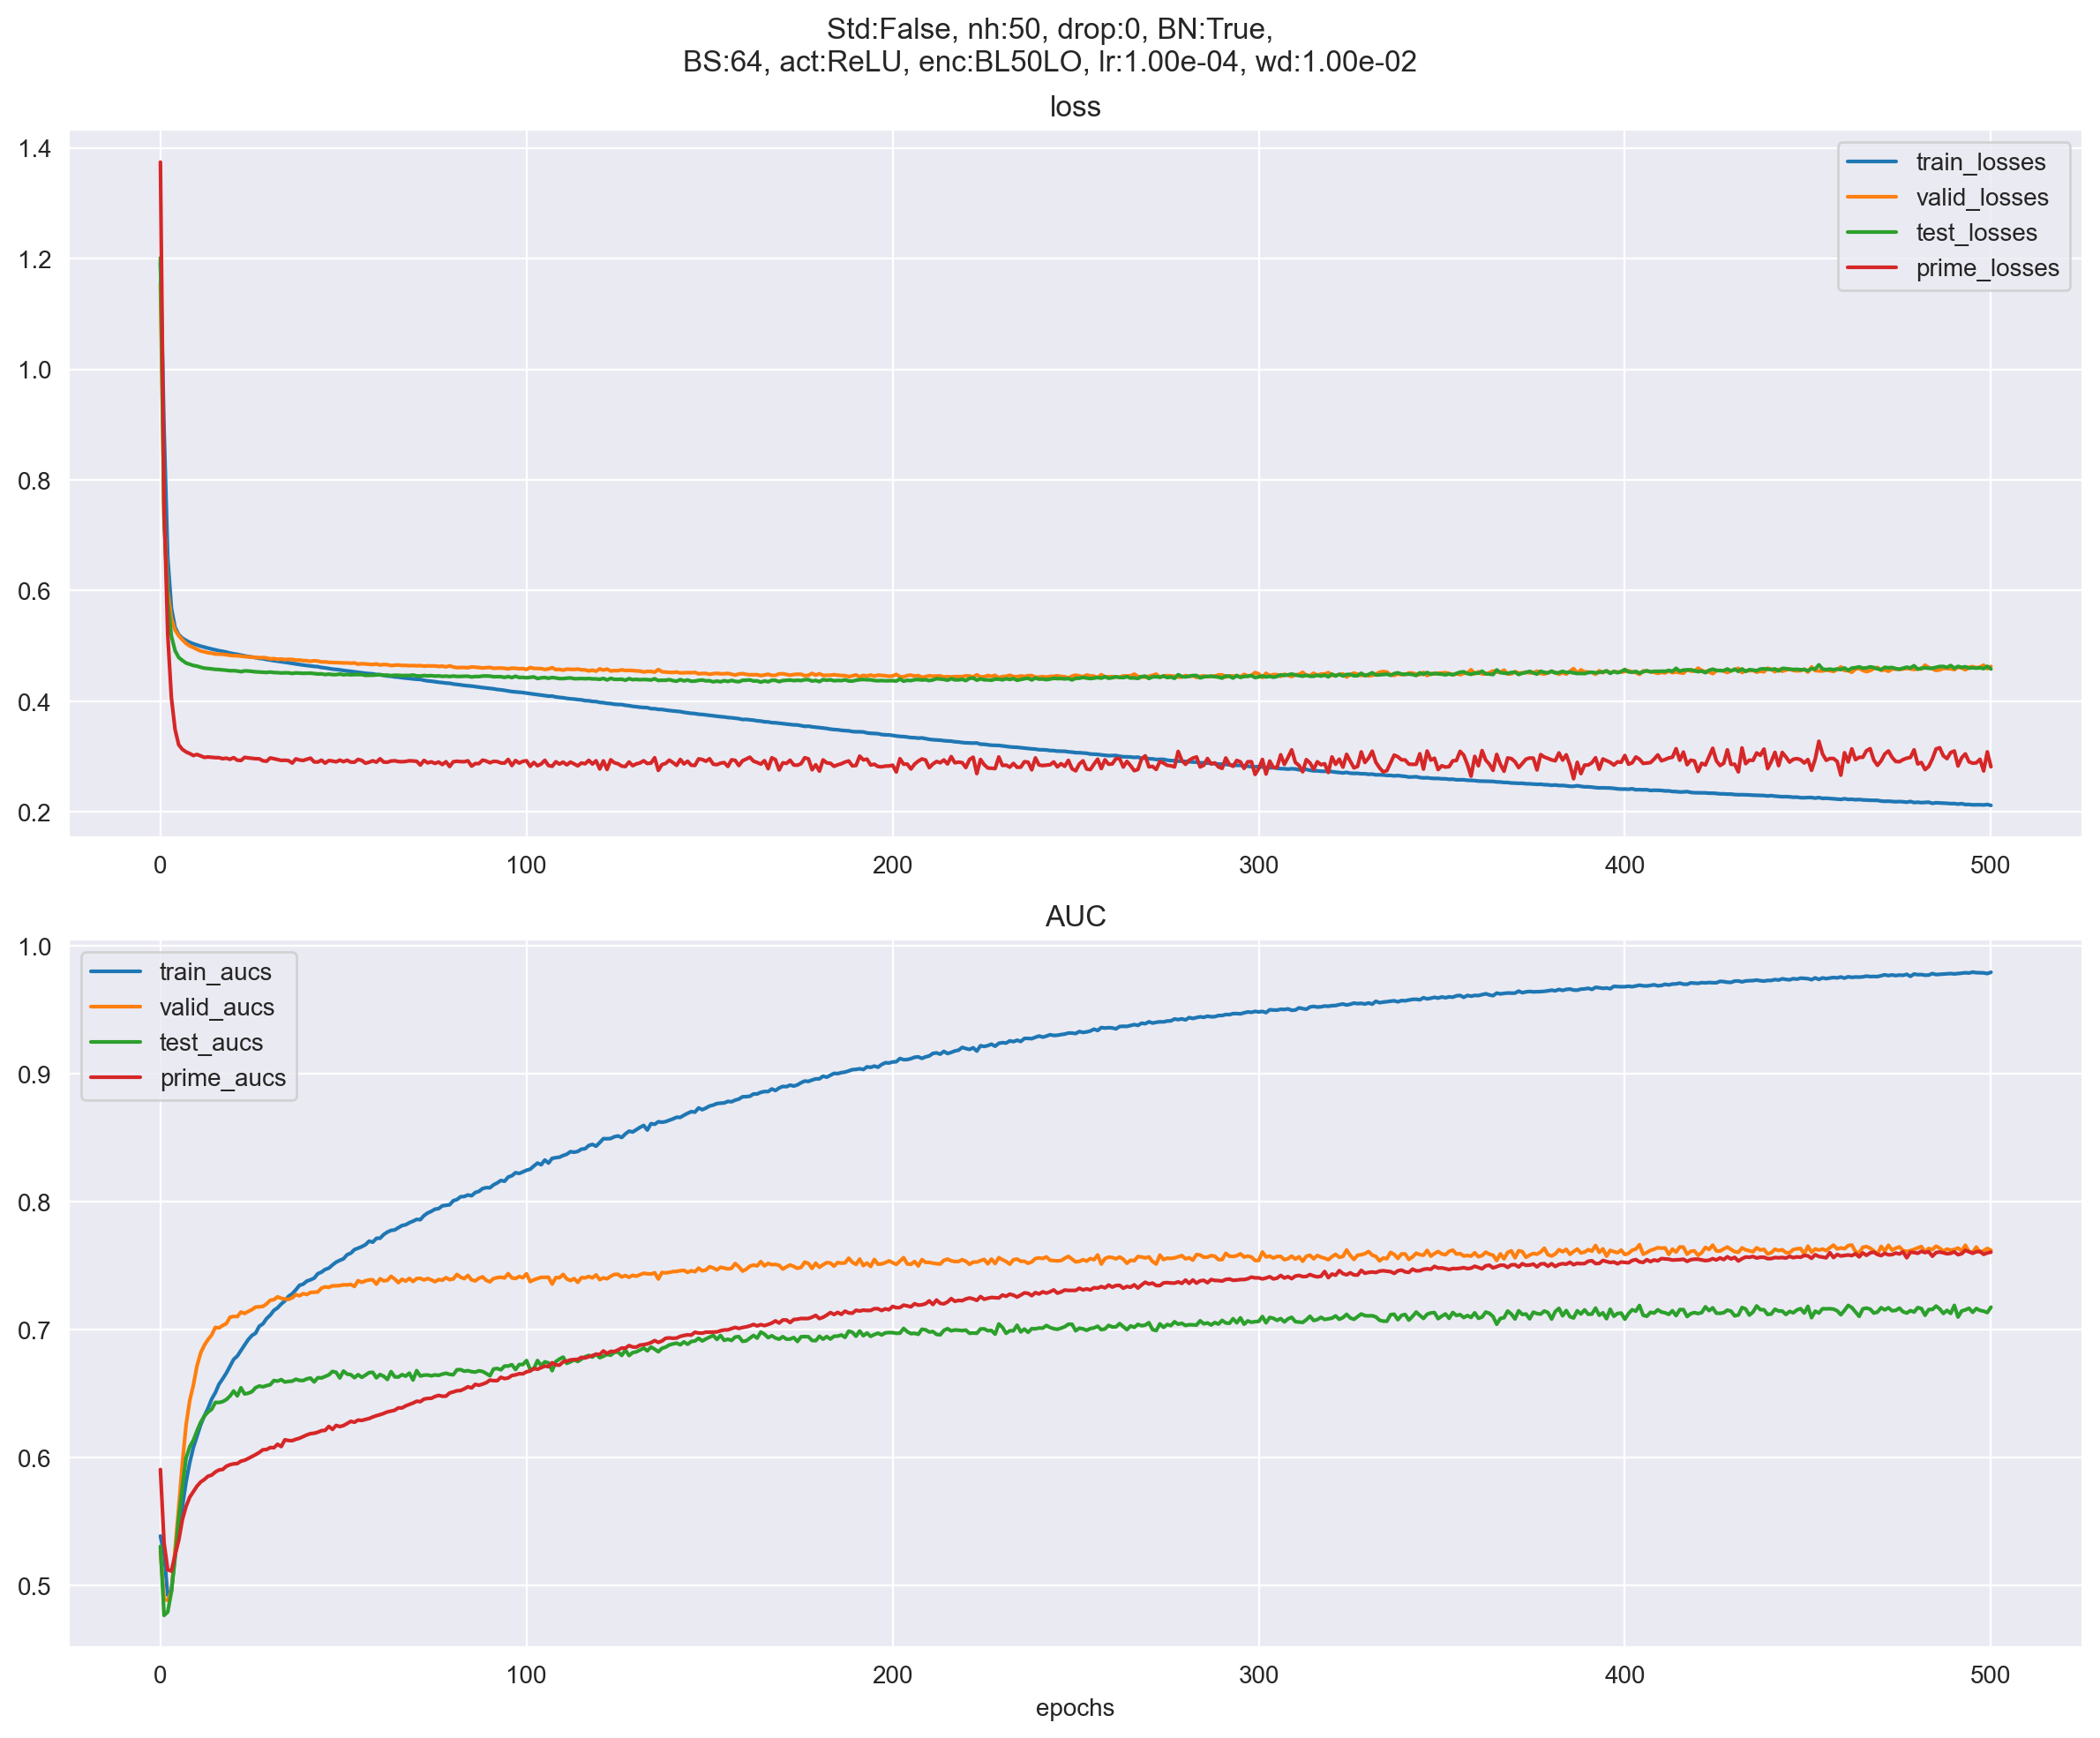 Std:False, nh:50, drop:0, BN:True,
BS:64, act:ReLU, enc:BL50LO, lr:1.00e-04, wd:1.00e-02
loss
1.4
1.2
1.0
0.8
0.6
0.4
0.2
train_losses
valid_losses
test_losses
prime_losses
0 100 200 300 400 500
AUC
1.0
0.9
0.8
0.7
0.6
0.5
train_aucs
valid_aucs
test_aucs
prime_aucs
0 100 200 300 400 500
epochs